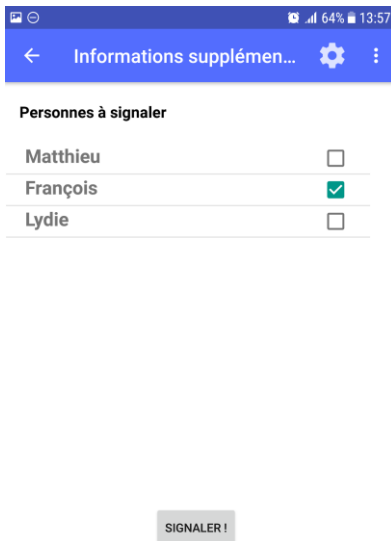 64% 13:57
Informations supplémen...
Personnes à signaler
Matthieu
François
Lydie
SIGNALER !